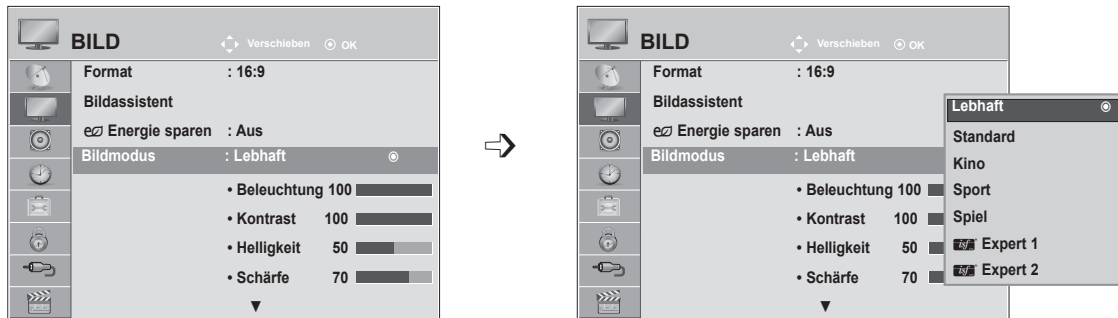 BILD Verschieben OK
Format : 16:9
Bildassistent
Energie sparen : Aus
Bildmodus : Lebhaft
• Beleuchtung 100
• Kontrast 100
• Helligkeit 50
• Schärfe 70
BILD Verschieben OK
Format : 16:9
Bildassistent
Energie sparen : Aus
Bildmodus : Lebhaft
• Beleuchtung 100
• Kontrast 100
• Helligkeit 50
• Schärfe 70
Lebhaft
Standard
Kino
Sport
Spiel
isf Expert 1
isf Expert 2